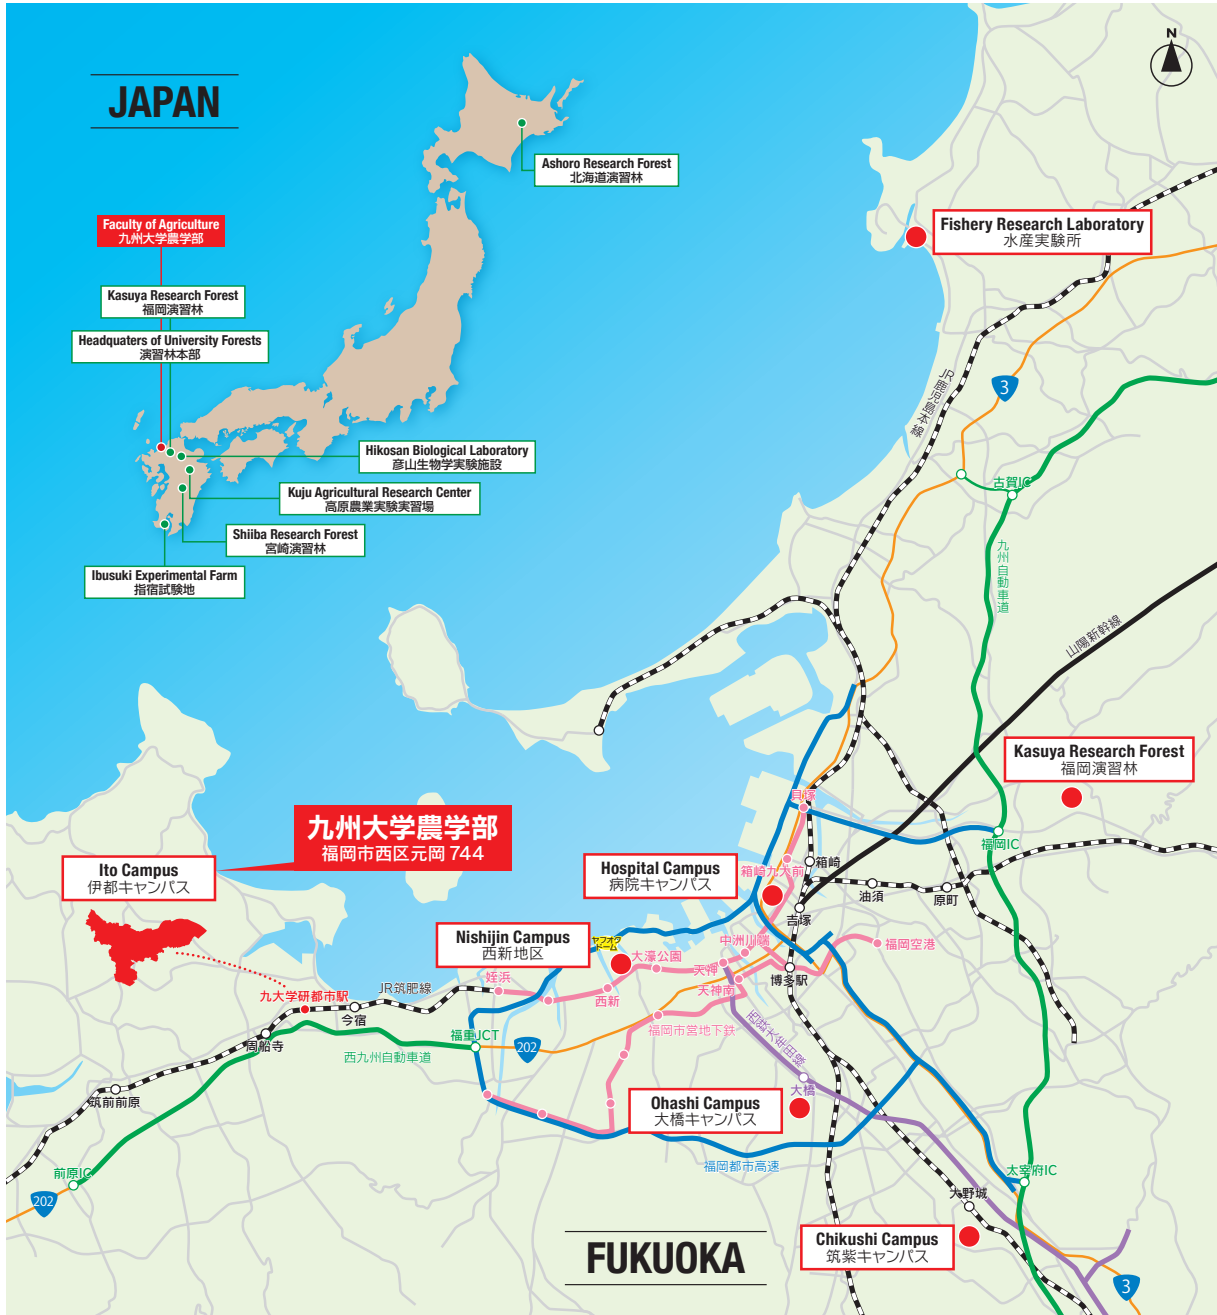 JAPAN
N
Ashoro Research Forest
北海道演習林
Faculty of Agriculture
九州大学農学部
Kasuya Research Forest
福岡演習林
Headquaters of University Forests
演習林本部
Hikosan Biological Laboratory
彦山生物学実験施設
Kuju Agricultural Research Center
高原農業実験実習場
Shiiba Research Forest
宮崎演習林
Ibusuki Experimental Farm
指宿試験地
Fishery Research Laboratory
水産実験所
JR鹿児島本線
3
古賀IC
九州自動車道
山陽新幹線
Kasuya Research Forest
福岡演習林
九州大学農学部
福岡市西区元岡 744
Ito Campus
伊都キャンパス
貝塚
福岡IC
箱崎
箱崎九大前
Hospital Campus
病院キャンパス
油須
原町
吉塚
Nishijin Campus
西新地区
ヤフオク
ドーム
大濠公園
中洲川端
福岡空港
天神
博多駅
天神南
姪浜
西新
九大学研都市駅
JR筑肥線
今宿
周船寺
福重JCT
202
福岡市営地下鉄
西鉄大牟田線
西九州自動車道
筑前前原
大橋
Ohashi Campus
大橋キャンパス
福岡都市高速
前原IC
202
太宰府IC
大野城
Chikushi Campus
筑紫キャンパス
FUKUOKA
3